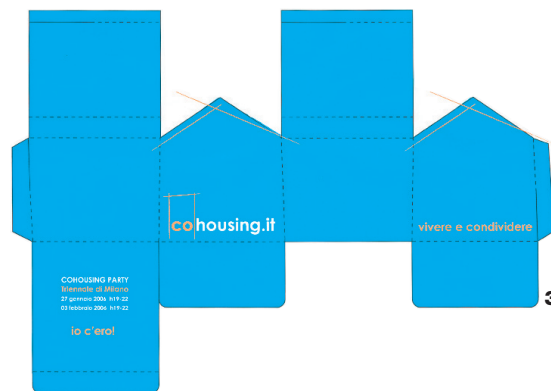 cohousing.it
vivere e condividere
COHOUSING PARTY
Triennale di Milano
27 gennaio 2006 h19-22
03 febbraio 2006 h19-22
io c'ero!
3